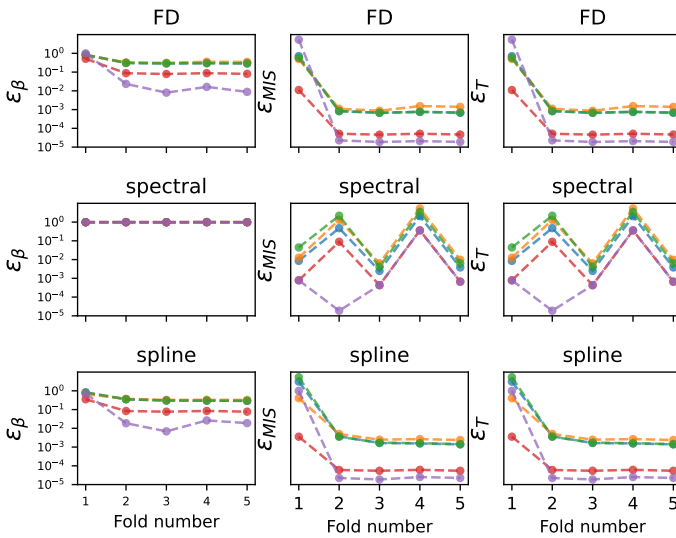 FD FD FD
ε_β ε_MIS ε_T
10^0
10^-1
10^-2
10^-3
10^-4
10^-5
spectral spectral spectral
ε_β ε_MIS ε_T
10^0
10^-1
10^-2
10^-3
10^-4
10^-5
spline spline spline
ε_β ε_MIS ε_T
10^0
10^-1
10^-2
10^-3
10^-4
10^-5
1 2 3 4 5 1 2 3 4 5 1 2 3 4 5
Fold number Fold number Fold number